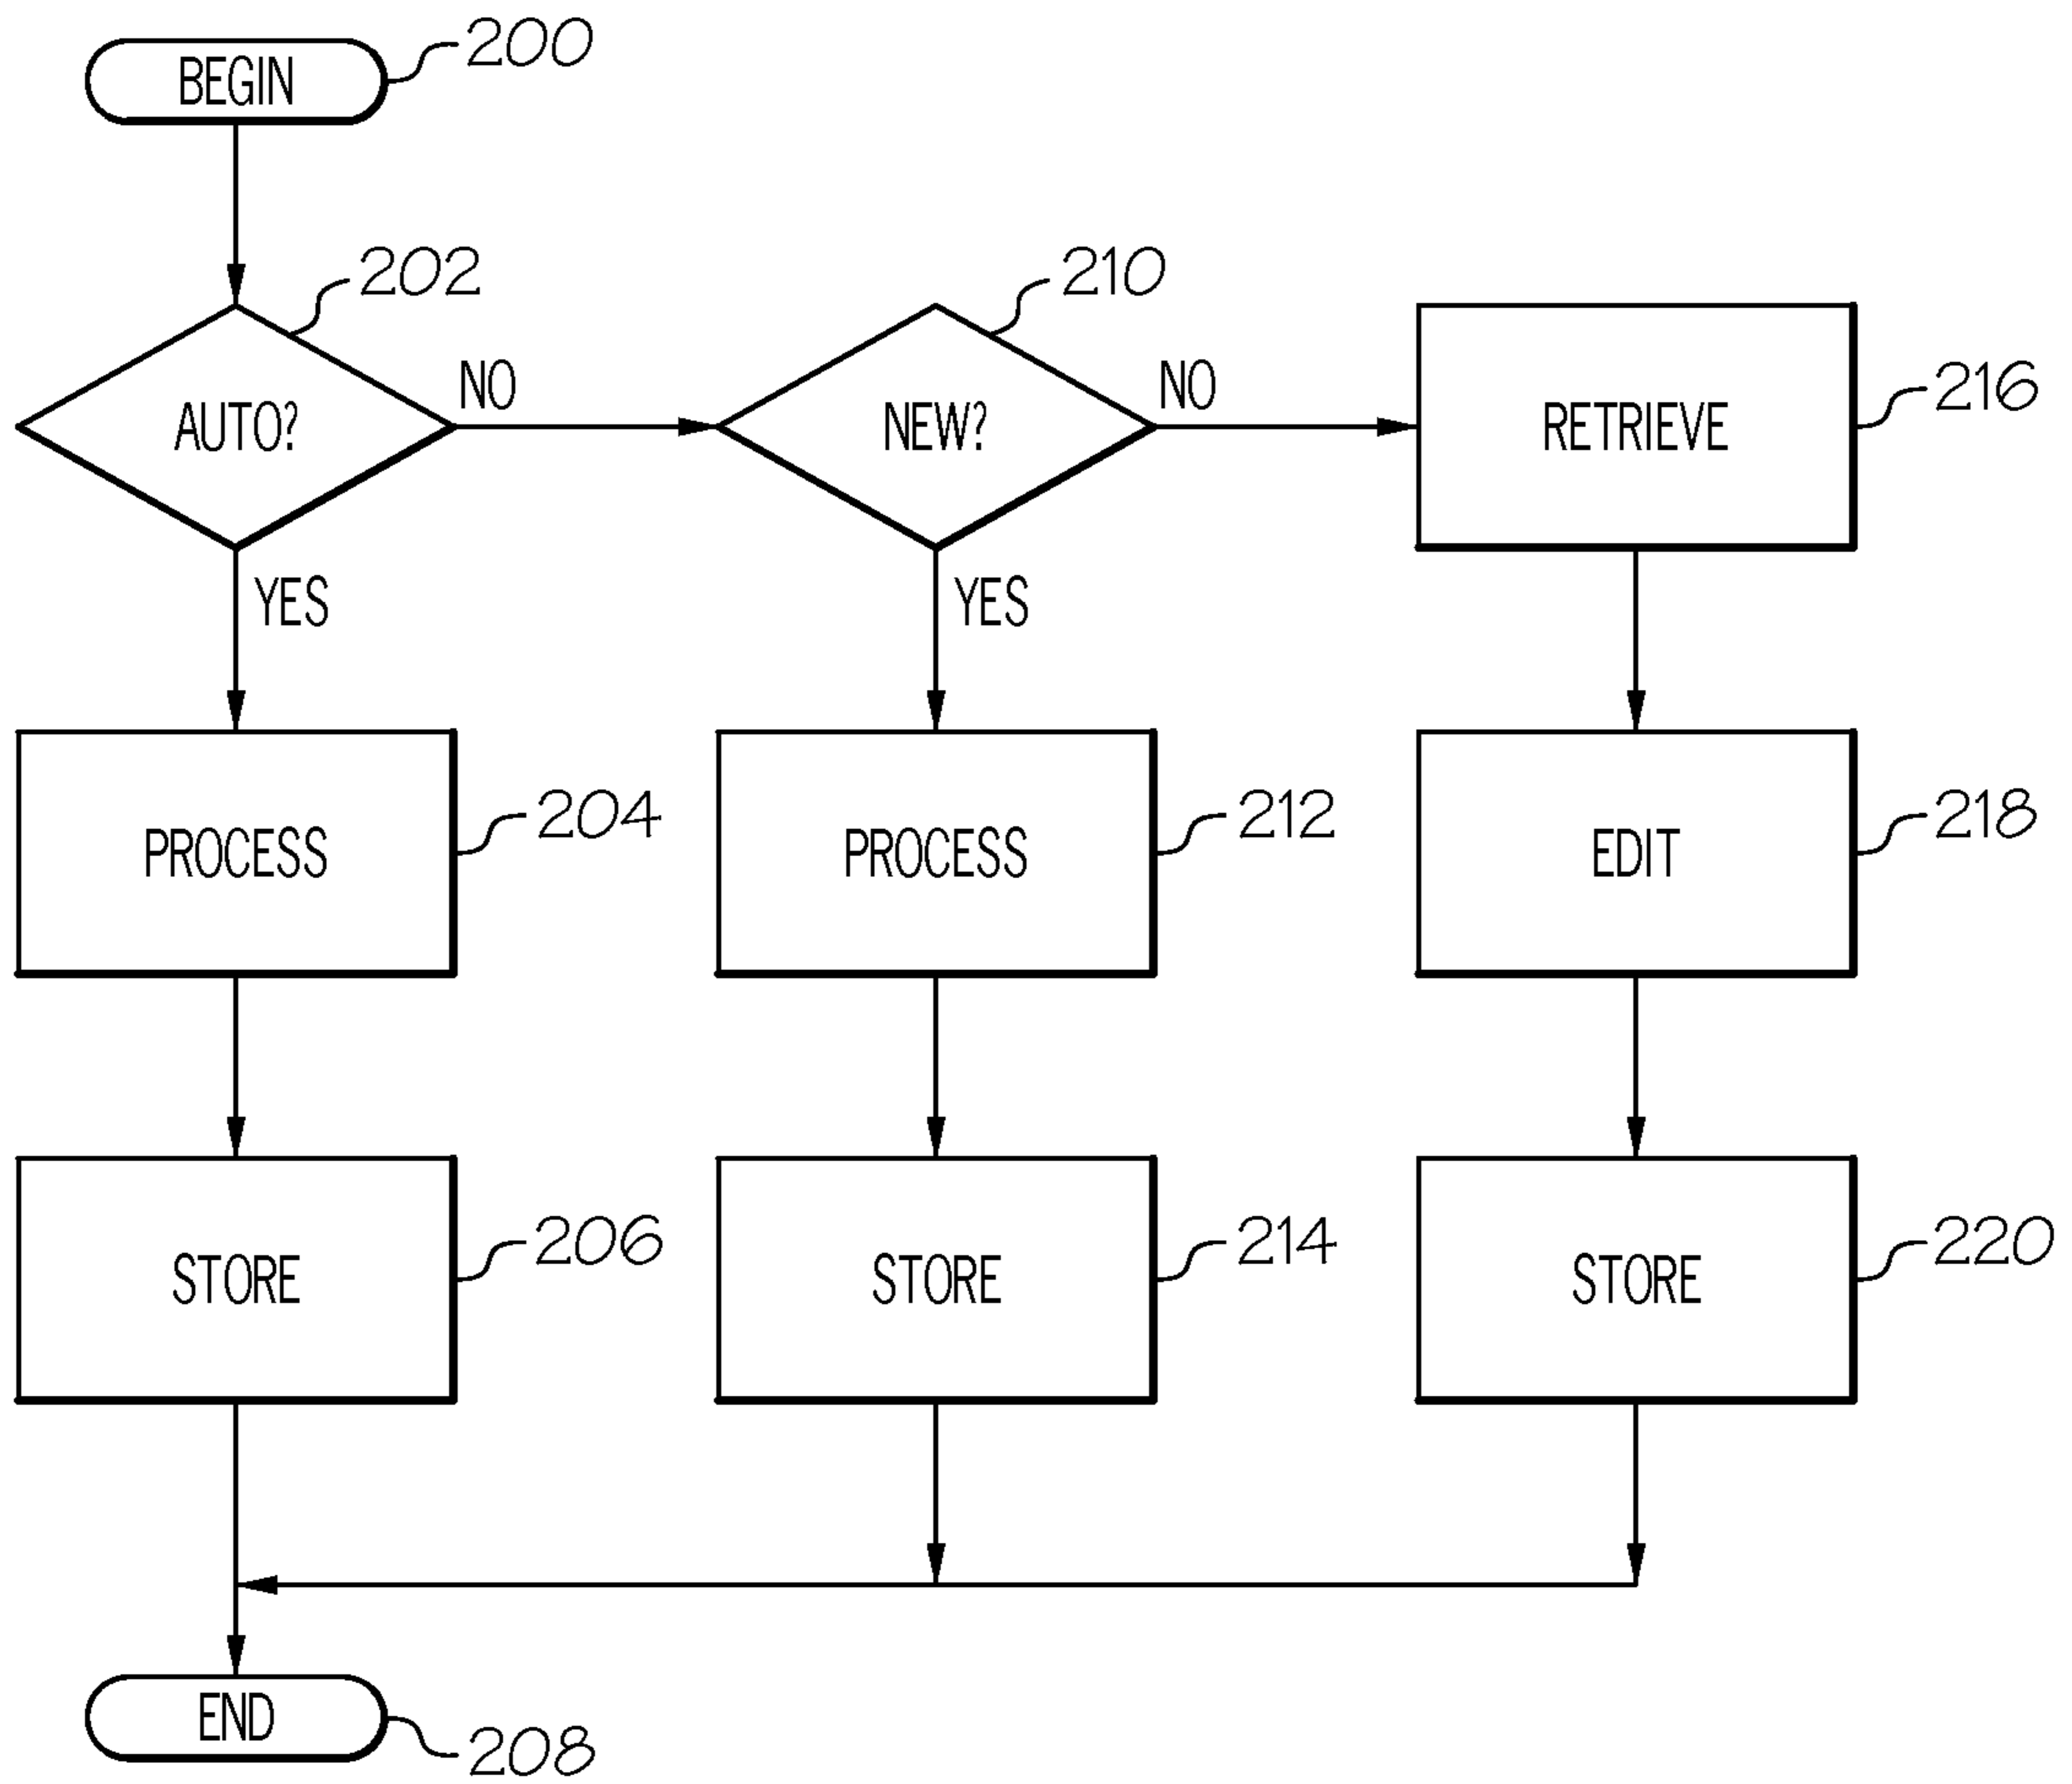 BEGIN 200
202 210
AUTO? NO NEW? NO RETRIEVE 216
YES YES
PROCESS 204 PROCESS 212 EDIT 218
STORE 206 STORE 214 STORE 220
END 208